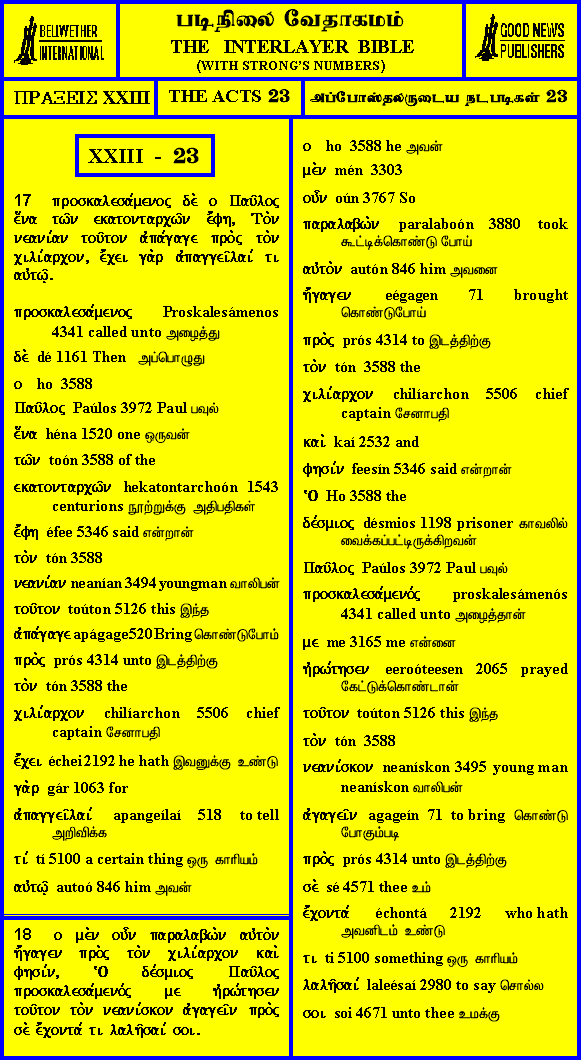 BELLWETHER
INTERNATIONAL
படிநிலை வேதாகமம்
THE INTERLAYER BIBLE
(WITH STRONG'S NUMBERS)
GOOD NEWS
PUBLISHERS
ΠΡΑΞΕΙΣ XXIII
THE ACTS 23
அப்போஸ்தலருடைய நடபடிகள் 23
XXIII - 23
17 προσκαλεσάμενος δὲ ο Παῦλος
ἕνα τῶν εκατονταρχῶν ἔφη, Τὸν
νεανίαν τοῦτον ἀπάγαγε πρὸς τὸν
χιλίαρχον, ἔχει γὰρ ἀπαγγεῖλαί τι
αὐτῷ.
προσκαλεσάμενος Proskalesámenos
4341 called unto அழைத்து
δὲ dé 1161 Then அப்பொழுது
ο ho 3588
Παῦλος Paúlos 3972 Paul பவுல்
ἕνα héna 1520 one ஒருவன்
τῶν toón 3588 of the
εκατονταρχῶν hekatontarchoón 1543
centurions நூற்றுக்கு அதிபதிகள்
ἔφη éfee 5346 said என்றான்
τὸν tón 3588
νεανίαν neanían 3494 youngman வாலிபன்
τοῦτον toúton 5126 this இந்த
ἀπάγαγε apágage520 Bring கொண்டுபோம்
πρὸς prós 4314 unto இடத்திற்கு
τὸν tón 3588 the
χιλίαρχον chilíarchon 5506 chief
captain சேனாபதி
ἔχει échei2192 he hath இவனுக்கு உண்டு
γὰρ gár 1063 for
ἀπαγγεῖλαί apangeílaí 518 to tell
அறிவிக்க
τί tí 5100 a certain thing ஒரு காரியம்
αὐτῷ autoó 846 him அவன்
18 ο μὲν οὖν παραλαβὼν αὐτὸν
ἤγαγεν πρὸς τὸν χιλίαρχον καὶ
φησίν, Ὁ δέσμιος Παῦλος
προσκαλεσάμενός με ἠρώτησεν
τοῦτον τὸν νεανίσκον ἀγαγεῖν πρὸς
σὲ ἔχοντά τι λαλῆσαί σοι.
ο ho 3588 he அவன்
μὲν mén 3303
οὖν oún 3767 So
παραλαβὼν paralaboón 3880 took
கூட்டிக்கொண்டு போய்
αὐτὸν autón 846 him அவனை
ἤγαγεν eégagen 71 brought
கொண்டுபோய்
πρὸς prós 4314 to இடத்திற்கு
τὸν tón 3588 the
χιλίαρχον chilíarchon 5506 chief
captain சேனாபதி
καὶ kaí 2532 and
φησίν feesín 5346 said என்றான்
Ὁ Ho 3588 the
δέσμιος désmios 1198 prisoner காவலில்
வைக்கப்பட்டிருக்கிறவன்
Παῦλος Paúlos 3972 Paul பவுல்
προσκαλεσάμενός proskalesámenós
4341 called unto அழைத்தான்
με me 3165 me என்னை
ἠρώτησεν eeroóteesen 2065 prayed
கேட்டுக்கொண்டான்
τοῦτον toúton 5126 this இந்த
τὸν tón 3588
νεανίσκον neanískon 3495 young man
neanískon வாலிபன்
ἀγαγεῖν agageín 71 to bring கொண்டு
போகும்படி
πρὸς prós 4314 unto இடத்திற்கு
σὲ sé 4571 thee உம்
ἔχοντά échontá 2192 who hath
அவனிடம் உண்டு
τι ti 5100 something ஒரு காரியம்
λαλῆσαί laleésaí 2980 to say சொல்ல
σοι soi 4671 unto thee உமக்கு